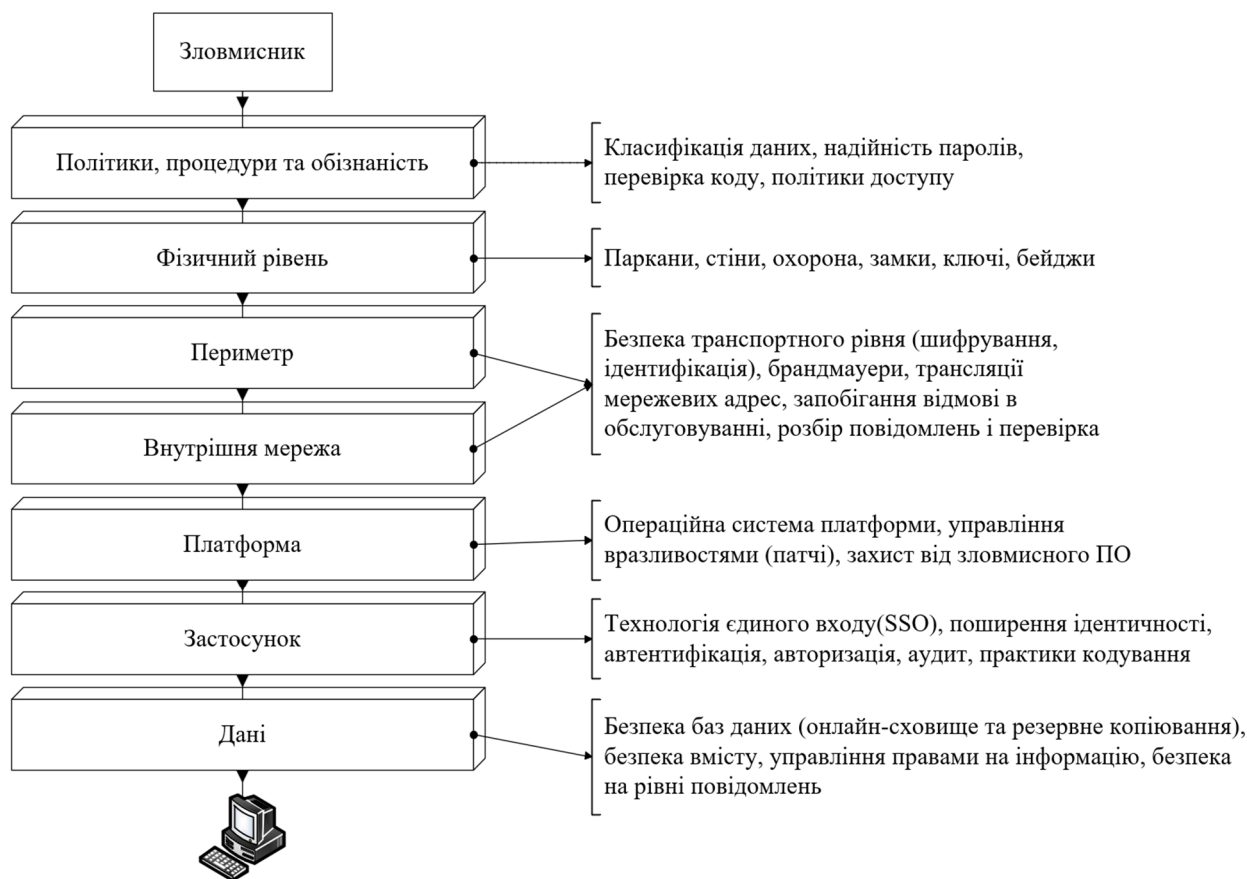 Зловмисник
Політики, процедури та обізнаність
Класифікація даних, надійність паролів,
перевірка коду, політики доступу
Фізичний рівень
Паркани, стіни, охорона, замки, ключі, бейджи
Периметр
Безпека транспортного рівня (шифрування,
ідентифікація), брандмауери, трансляції
мережевих адрес, запобігання відмові в
обслуговуванні, розбір повідомлень і перевірка
Внутрішня мережа
Платформа
Операційна система платформи, управління
вразливостями (патчі), захист від зловмисного ПО
Застосунок
Технологія єдиного входу(SSO), поширення ідентичності,
автентифікація, авторизація, аудит, практики кодування
Дані
Безпека баз даних (онлайн-сховище та резервне копіювання),
безпека вмісту, управління правами на інформацію, безпека
на рівні повідомлень